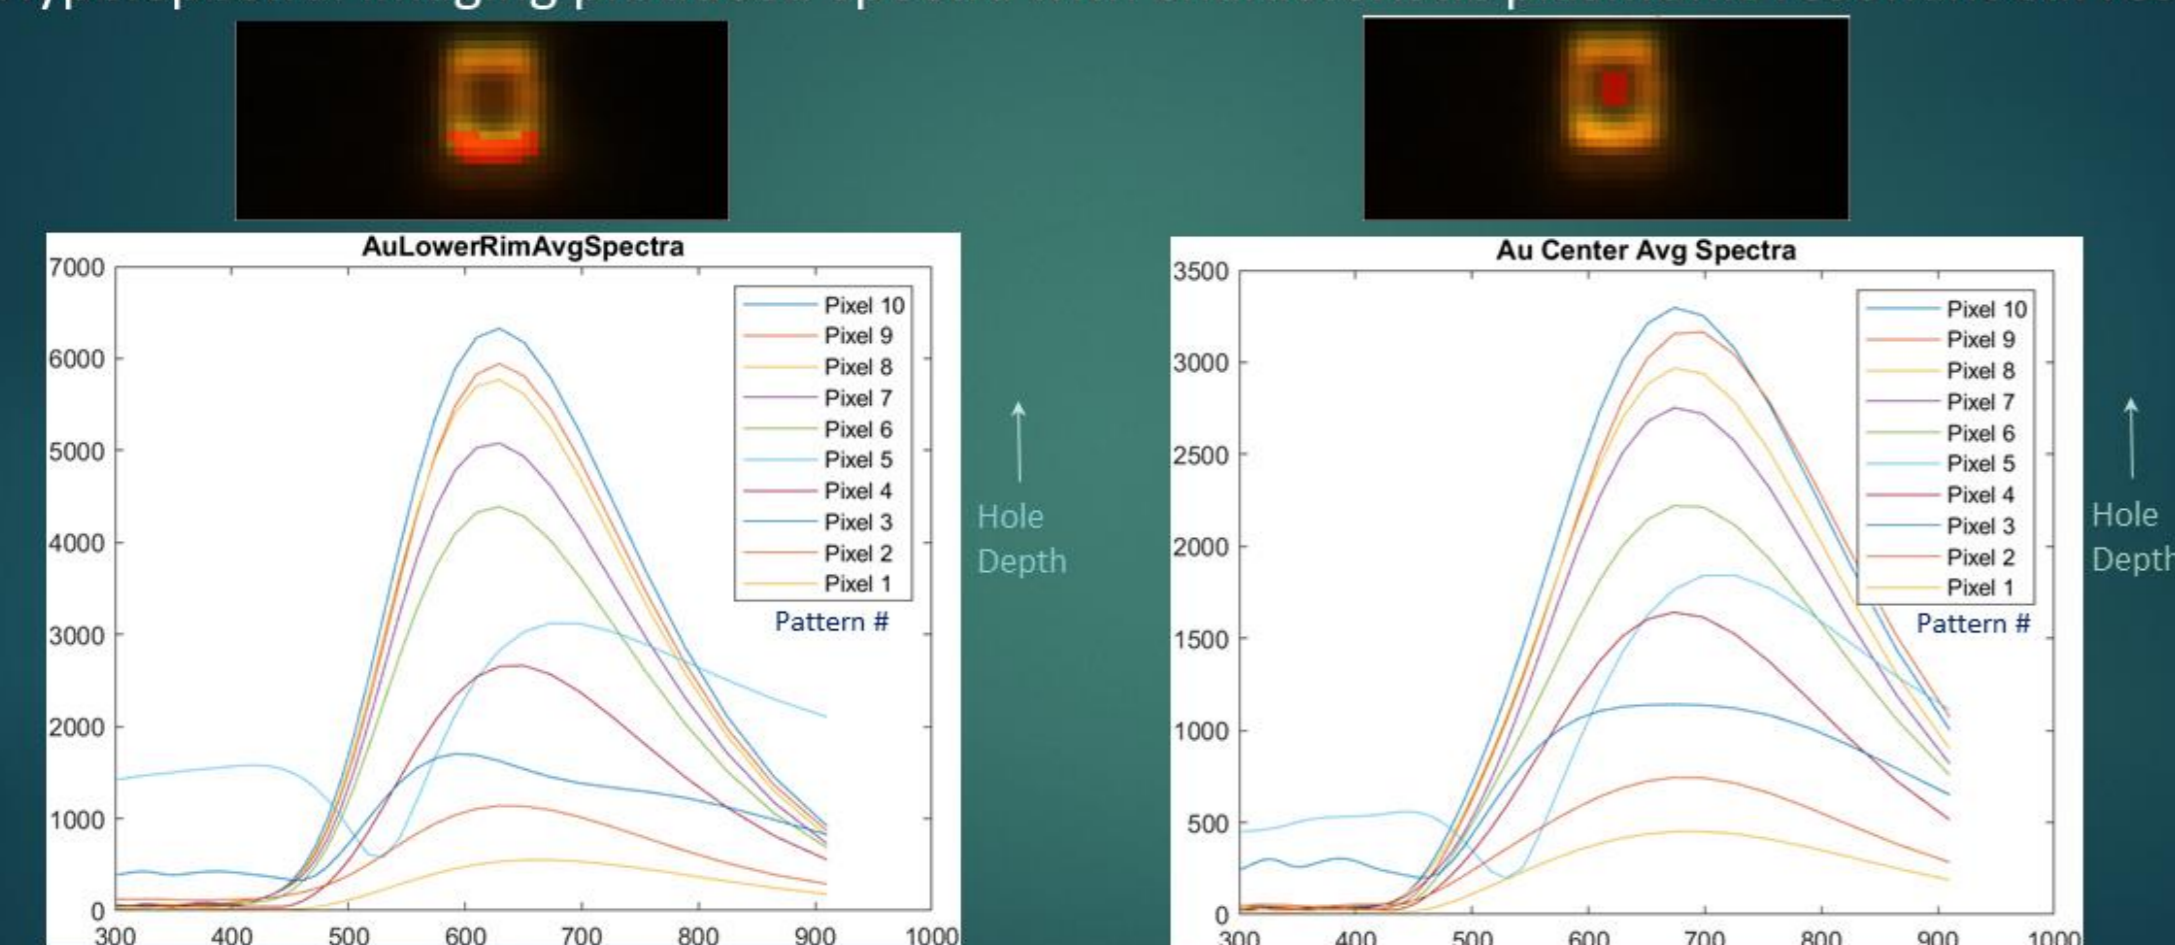 AuLowerRimAvgSpectra
7000
6000
5000
4000
3000
2000
1000
0
300 400 500 600 700 800 900 1000
Pixel 10
Pixel 9
Pixel 8
Pixel 7
Pixel 6
Pixel 5
Pixel 4
Pixel 3
Pixel 2
Pixel 1
Pattern #
Hole
Depth
Au Center Avg Spectra
3500
3000
2500
2000
1500
1000
500
0
300 400 500 600 700 800 900 1000
Pixel 10
Pixel 9
Pixel 8
Pixel 7
Pixel 6
Pixel 5
Pixel 4
Pixel 3
Pixel 2
Pixel 1
Pattern #
Hole
Depth